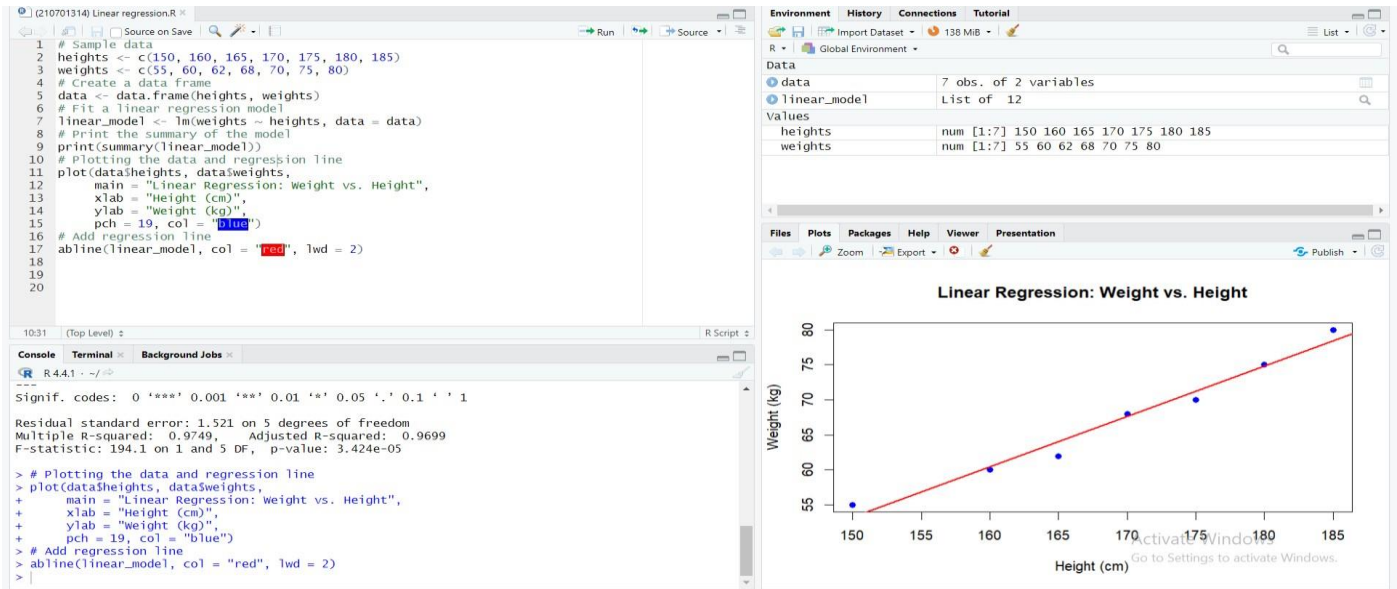 (210701314) Linear regression.R ×
Source on Save
Run
Source
1 # Sample data
2 heights <- c(150, 160, 165, 170, 175, 180, 185)
3 weights <- c(55, 60, 62, 68, 70, 75, 80)
4 # Create a data frame
5 data <- data.frame(heights, weights)
6 # Fit a linear regression model
7 linear_model <- lm(weights ~ heights, data = data)
8 # Print the summary of the model
9 print(summary(linear_model))
10 # Plotting the data and regression line
11 plot(data$heights, data$weights,
12      main = "Linear Regression: Weight vs. Height",
13      xlab = "Height (cm)",
14      ylab = "Weight (kg)",
15      pch = 19, col = "blue")
16 # Add regression line
17 abline(linear_model, col = "red", lwd = 2)
18
19
20
10:31 (Top Level) R Script
Console Terminal × Background Jobs ×
R 4.4.1 · ~/
---
Signif. codes:  0 ‘***’ 0.001 ‘**’ 0.01 ‘*’ 0.05 ‘.’ 0.1 ‘ ’ 1
Residual standard error: 1.521 on 5 degrees of freedom
Multiple R-squared:  0.9749,    Adjusted R-squared:  0.9699
F-statistic: 194.1 on 1 and 5 DF,  p-value: 3.424e-05
> # Plotting the data and regression line
> plot(data$heights, data$weights,
+      main = "Linear Regression: Weight vs. Height",
+      xlab = "Height (cm)",
+      ylab = "Weight (kg)",
+      pch = 19, col = "blue")
> # Add regression line
> abline(linear_model, col = "red", lwd = 2)
>
Environment History Connections Tutorial
Import Dataset 138 MiB List
R Global Environment
Data
data 7 obs. of 2 variables
linear_model List of 12
Values
heights num [1:7] 150 160 165 170 175 180 185
weights num [1:7] 55 60 62 68 70 75 80
Files Plots Packages Help Viewer Presentation
Zoom Export Publish
Linear Regression: Weight vs. Height
80
75
70
65
60
55
Weight (kg)
150 155 160 165 170 175 180 185
Height (cm)
Activate Windows
Go to Settings to activate Windows.